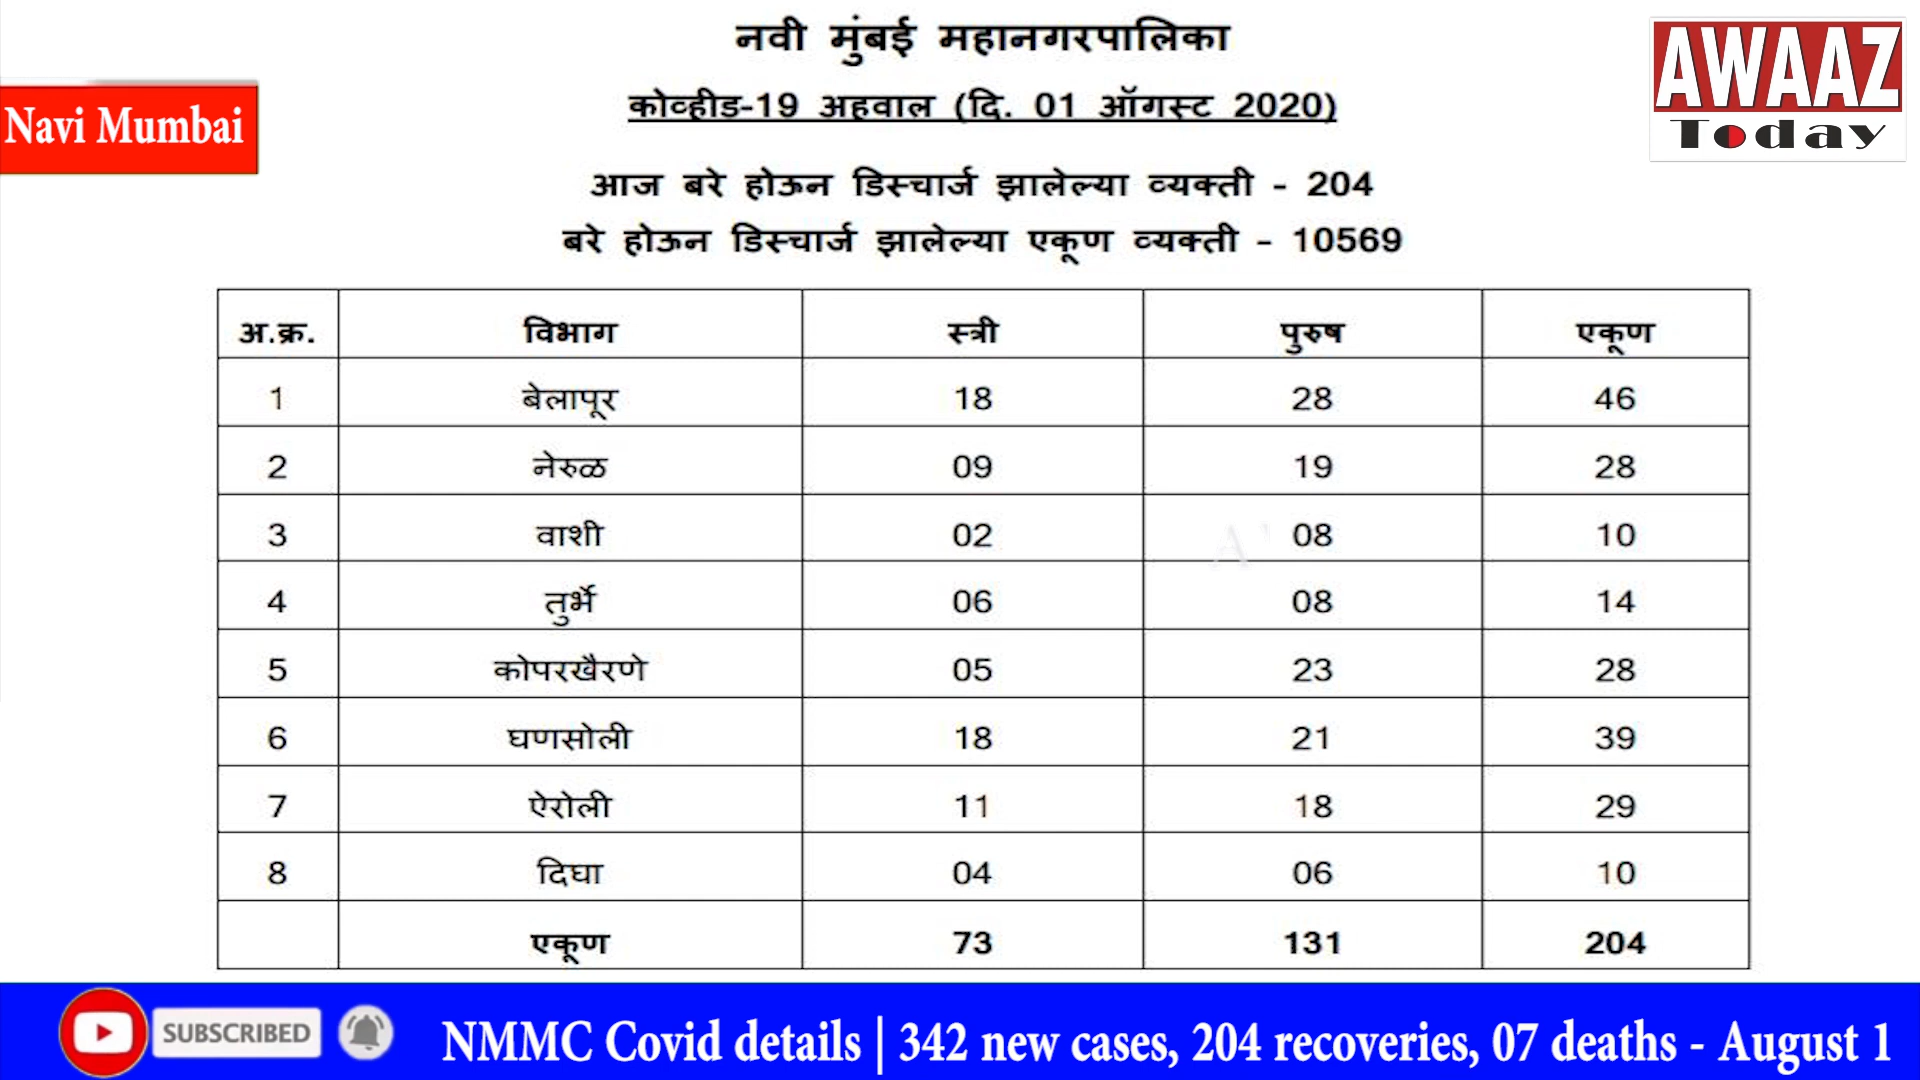 नवी मुंबई महानगरपालिका
AWAAZ
Today
Navi Mumbai
कोव्हीड-19 अहवाल (दि. 01 ऑगस्ट 2020)
आज बरे होऊन डिस्चार्ज झालेल्या व्यक्ती - 204
बरे होऊन डिस्चार्ज झालेल्या एकूण व्यक्ती - 10569
अ.क्र. विभाग स्त्री पुरुष एकूण
1 बेलापूर 18 28 46
2 नेरुळ 09 19 28
3 वाशी 02 08 10
4 तुर्भे 06 08 14
5 कोपरखैरणे 05 23 28
6 घणसोली 18 21 39
7 ऐरोली 11 18 29
8 दिघा 04 06 10
एकूण 73 131 204
SUBSCRIBED
NMMC Covid details | 342 new cases, 204 recoveries, 07 deaths - August 1